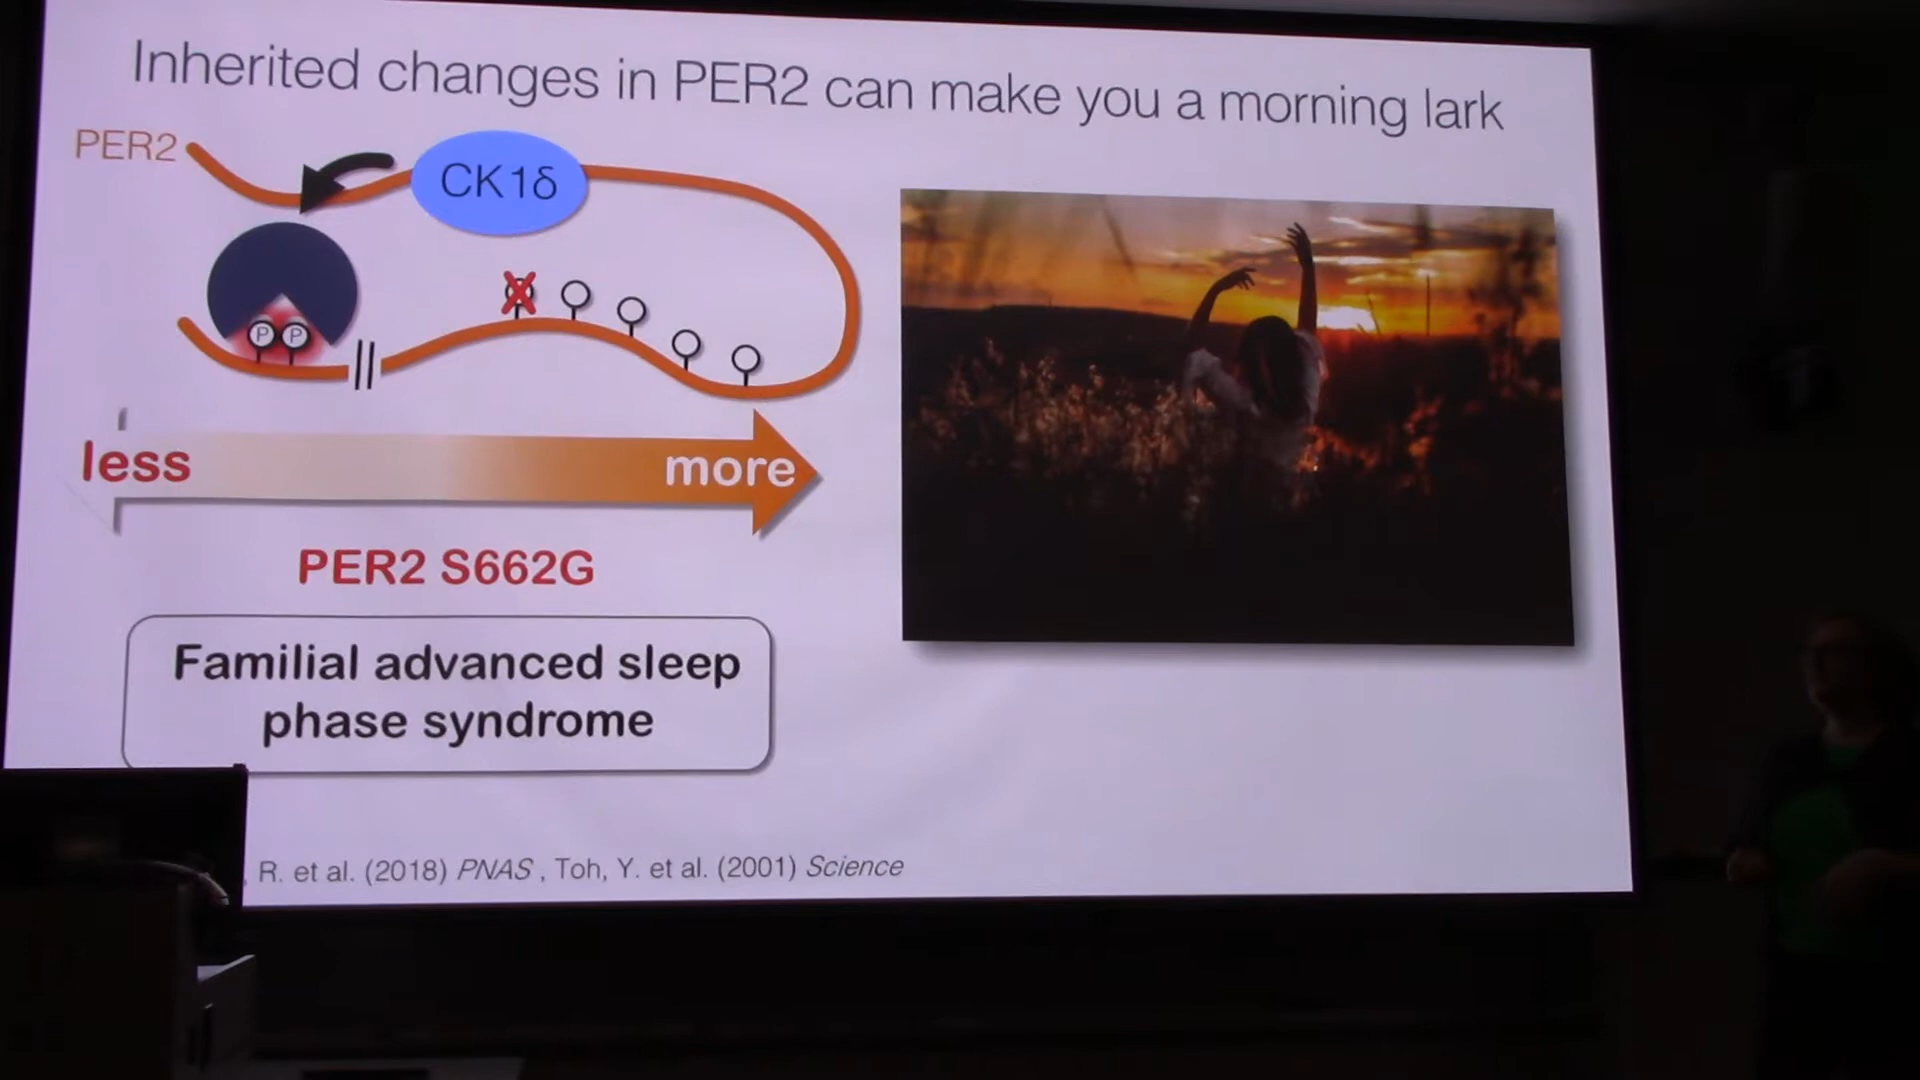 Inherited changes in PER2 can make you a morning lark
PER2
CK1δ
P P
less
more
PER2 S662G
Familial advanced sleep
phase syndrome
R. et al. (2018) PNAS , Toh, Y. et al. (2001) Science